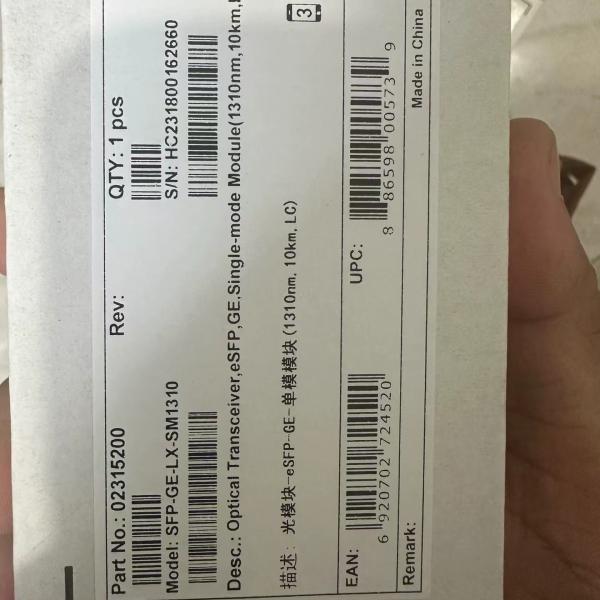 Part No.: 02315200 Rev: QTY: 1 pcs
Model: SFP-GE-LX-SM1310 S/N: HC231800162660
Desc.: Optical Transceiver,eSFP,GE,Single-mode Module(1310nm,10km,
3
描述: 光模块-eSFP-GE-单模模块(1310nm, 10km, LC)
EAN: 6 920702 724520 UPC: 8 86598 00573 9
Remark: Made in China